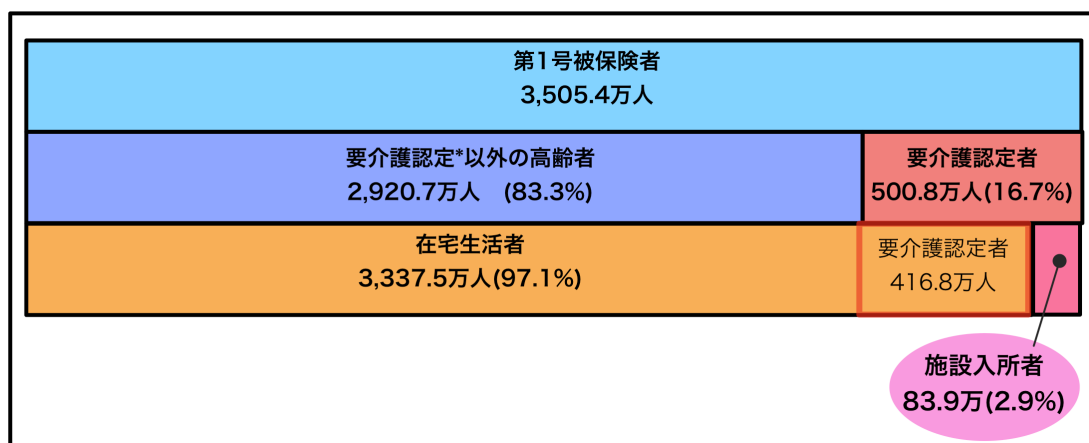 第1号被保険者
3,505.4万人
要介護認定*以外の高齢者
2,920.7万人 (83.3%)
要介護認定者
500.8万人(16.7%)
在宅生活者
3,337.5万人(97.1%)
要介護認定者
416.8万人
施設入所者
83.9万(2.9%)